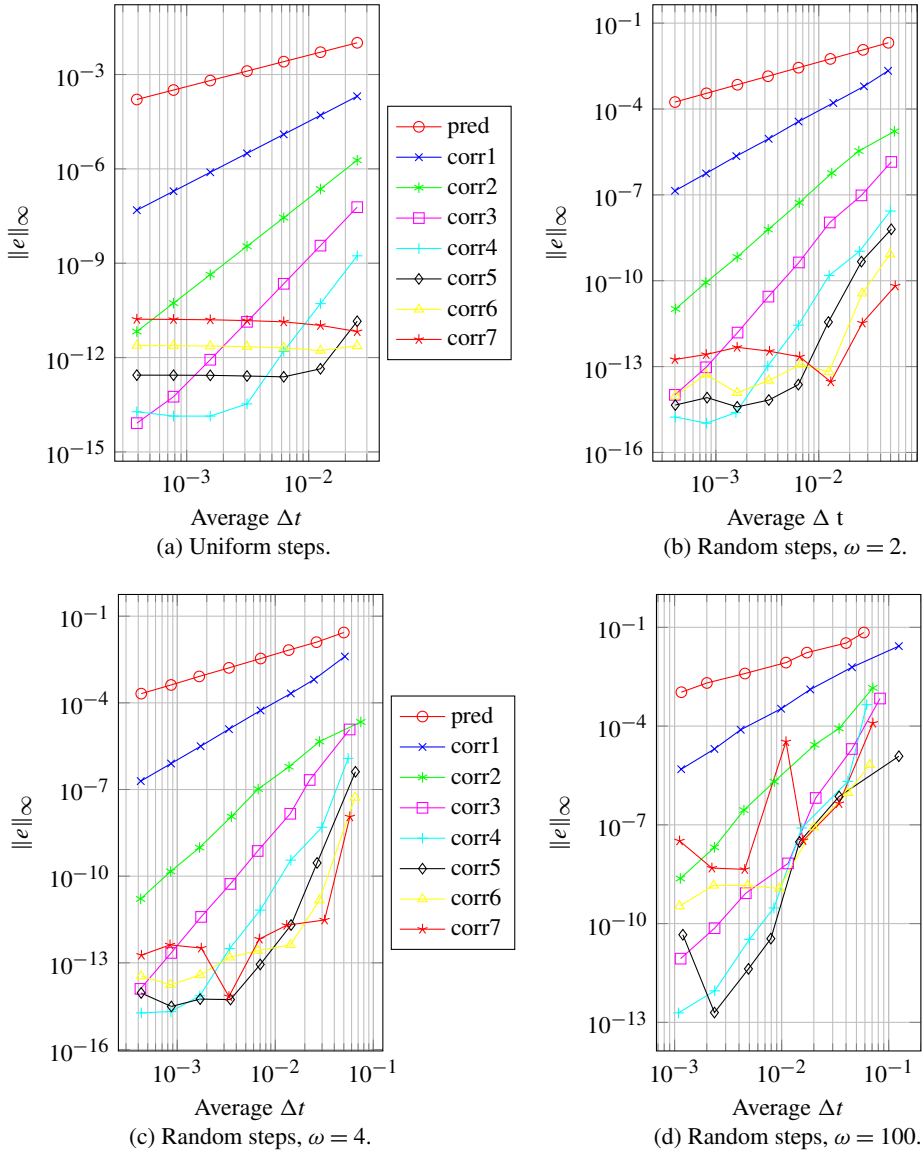 10^−3
10^−6
10^−9
10^−12
10^−15
‖e‖∞
10^−3
10^−2
Average Δt
(a) Uniform steps.
pred
corr1
corr2
corr3
corr4
corr5
corr6
corr7
10^−1
10^−4
10^−7
10^−10
10^−13
10^−16
‖e‖∞
10^−3
10^−2
Average Δ t
(b) Random steps, ω = 2.
10^−1
10^−4
10^−7
10^−10
10^−13
10^−16
‖e‖∞
10^−3
10^−2
10^−1
Average Δt
(c) Random steps, ω = 4.
pred
corr1
corr2
corr3
corr4
corr5
corr6
corr7
10^−1
10^−4
10^−7
10^−10
10^−13
‖e‖∞
10^−3
10^−2
10^−1
Average Δt
(d) Random steps, ω = 100.